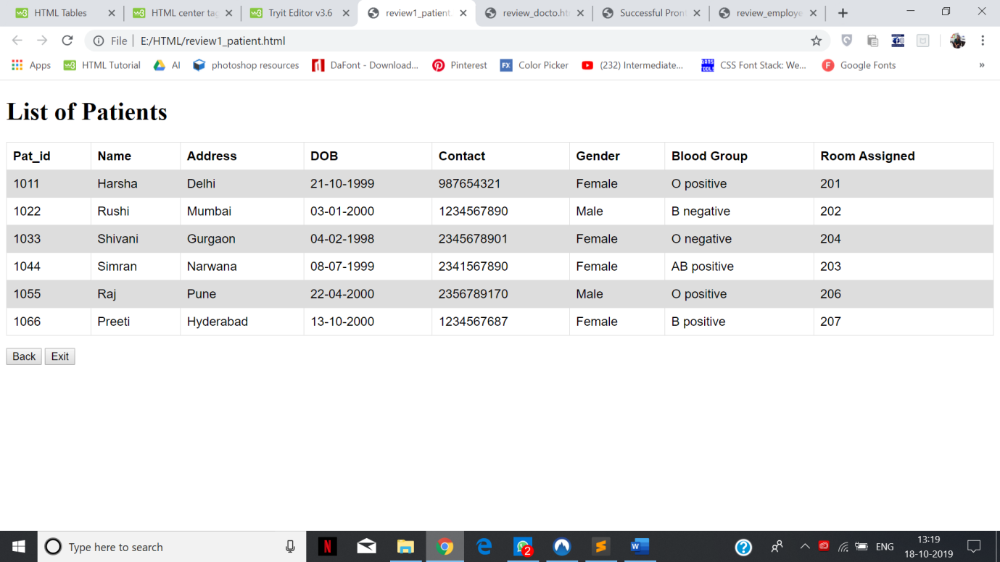 HTML Tables HTML center tag Tryit Editor v3.6 review1_patient. review_docto.ht Successful Pront review_employe
File E:/HTML/review1_patient.html
Apps HTML Tutorial AI photoshop resources DaFont - Download... Pinterest FX Color Picker (232) Intermediate... CSS Font Stack: We... F Google Fonts »
List of Patients
Pat_id Name Address DOB Contact Gender Blood Group Room Assigned
1011 Harsha Delhi 21-10-1999 987654321 Female O positive 201
1022 Rushi Mumbai 03-01-2000 1234567890 Male B negative 202
1033 Shivani Gurgaon 04-02-1998 2345678901 Female O negative 204
1044 Simran Narwana 08-07-1999 2341567890 Female AB positive 203
1055 Raj Pune 22-04-2000 2356789170 Male O positive 206
1066 Preeti Hyderabad 13-10-2000 1234567687 Female B positive 207
Back Exit
Type here to search N 2 W ? ENG 13:19
18-10-2019